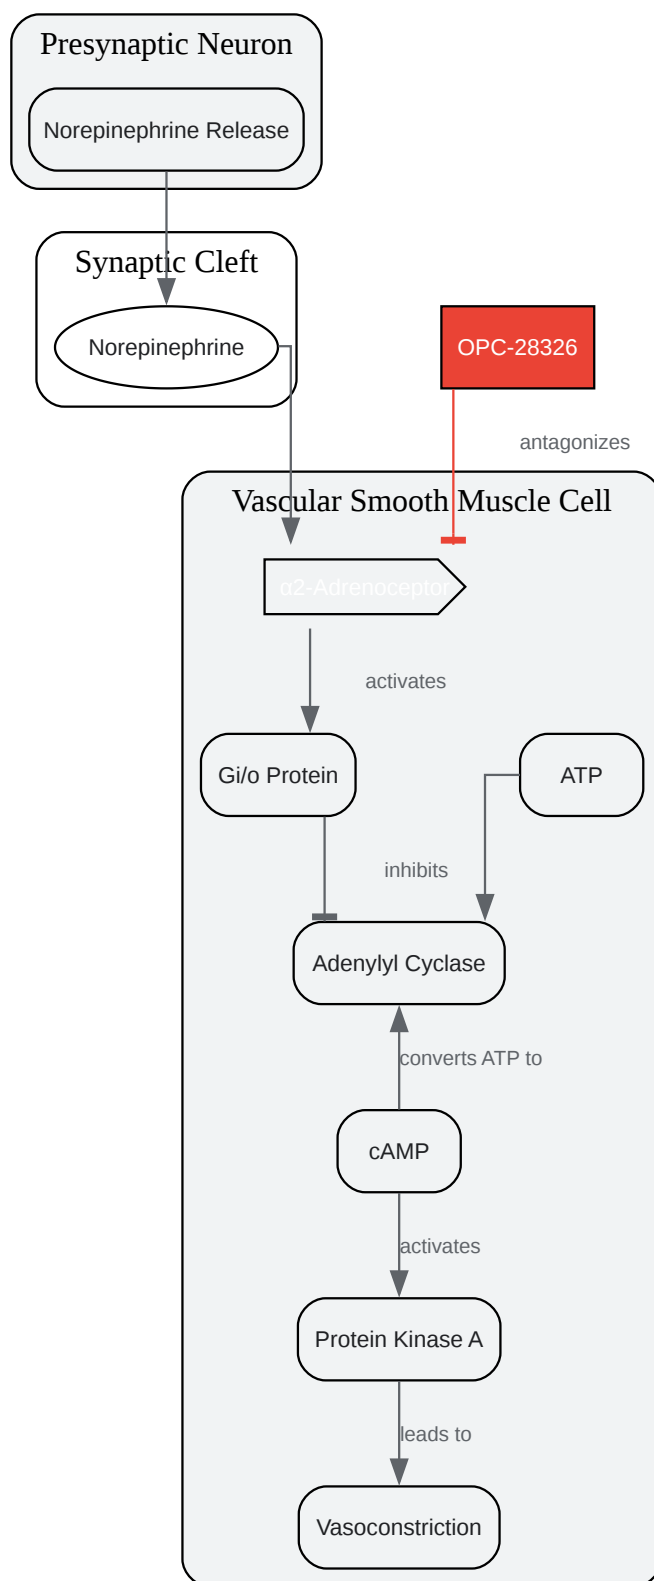 Presynaptic Neuron
Norepinephrine Release
Synaptic Cleft
Norepinephrine
OPC-28326
antagonizes
Vascular Smooth Muscle Cell
α2-Adrenoceptor
activates
Gi/o Protein
ATP
inhibits
Adenylyl Cyclase
converts ATP to
cAMP
activates
Protein Kinase A
leads to
Vasoconstriction